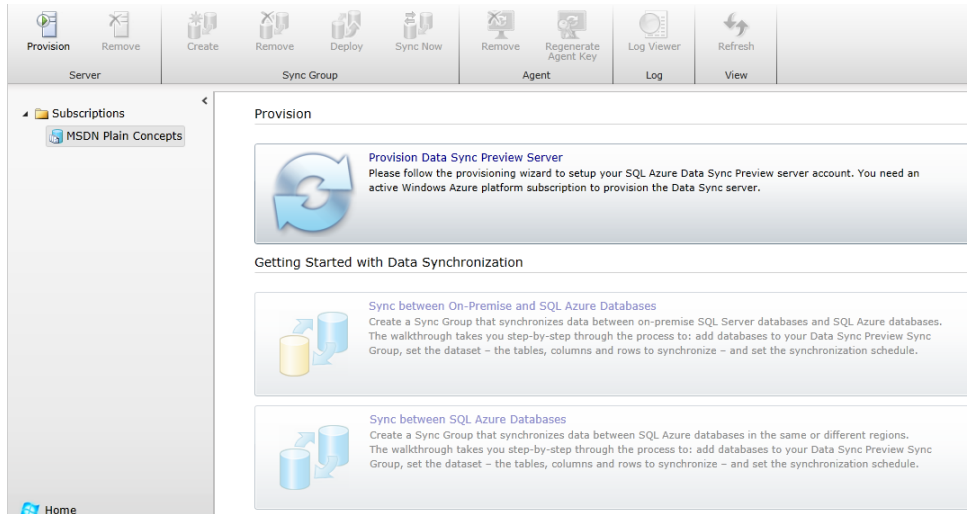 Provision Remove Create Remove Deploy Sync Now Remove Regenerate Agent Key Log Viewer Refresh
Server Sync Group Agent Log View
Subscriptions
MSDN Plain Concepts
Provision
Provision Data Sync Preview Server
Please follow the provisioning wizard to setup your SQL Azure Data Sync Preview server account. You need an
active Windows Azure platform subscription to provision the Data Sync server.
Getting Started with Data Synchronization
Sync between On-Premise and SQL Azure Databases
Create a Sync Group that synchronizes data between on-premise SQL Server databases and SQL Azure databases.
The walkthrough takes you step-by-step through the process to: add databases to your Data Sync Preview Sync
Group, set the dataset – the tables, columns and rows to synchronize – and set the synchronization schedule.
Sync between SQL Azure Databases
Create a Sync Group that synchronizes data between SQL Azure databases in the same or different regions.
The walkthrough takes you step-by-step through the process to: add databases to your Data Sync Preview Sync
Group, set the dataset – the tables, columns and rows to synchronize – and set the synchronization schedule.
Home